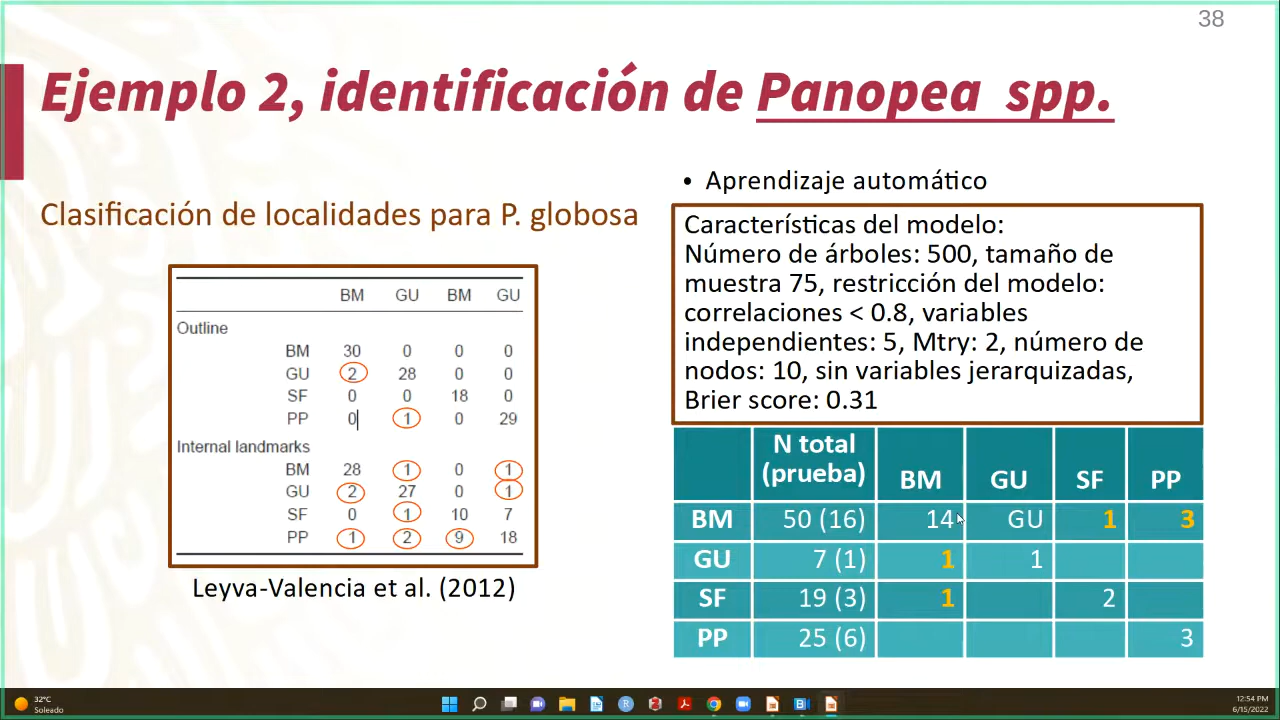 38
Ejemplo 2, identificación de Panopea spp.
Clasificación de localidades para P. globosa
BM GU BM GU
Outline
BM 30 0 0 0
GU 2 28 0 0
SF 0 0 18 0
PP 0 1 0 29
Internal landmarks
BM 28 1 0 1
GU 2 27 0 1
SF 0 1 10 7
PP 1 2 9 18
Leyva-Valencia et al. (2012)
• Aprendizaje automático
Características del modelo:
Número de árboles: 500, tamaño de
muestra 75, restricción del modelo:
correlaciones < 0.8, variables
independientes: 5, Mtry: 2, número de
nodos: 10, sin variables jerarquizadas,
Brier score: 0.31
N total
(prueba) BM GU SF PP
BM 50 (16) 14 GU 1 3
GU 7 (1) 1 1
SF 19 (3) 1 2
PP 25 (6) 3
32°C
Soleado
12:54 PM
6/15/2022